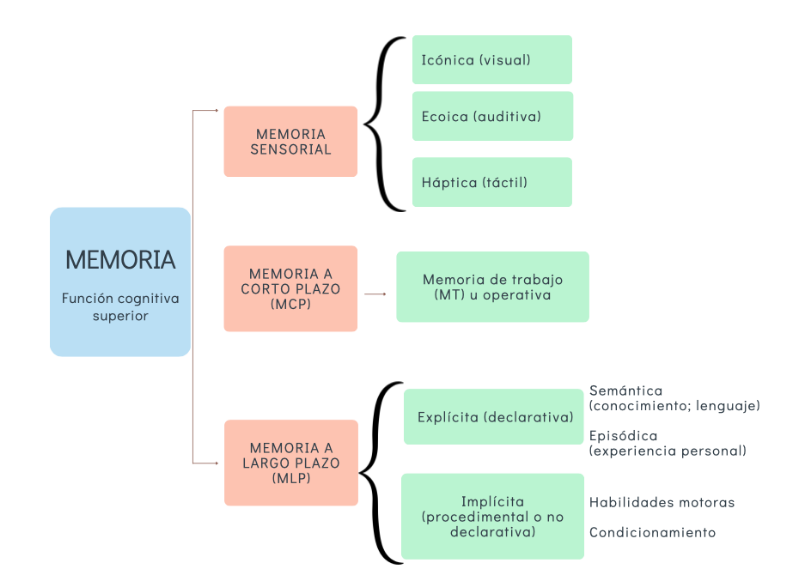 MEMORIA
Función cognitiva
superior
MEMORIA
SENSORIAL
Icónica (visual)
Ecoica (auditiva)
Háptica (táctil)
MEMORIA A
CORTO PLAZO
(MCP)
Memoria de trabajo
(MT) u operativa
MEMORIA A
LARGO PLAZO
(MLP)
Explícita (declarativa)
Semántica
(conocimiento; lenguaje)
Episódica
(experiencia personal)
Implícita
(procedimental o no
declarativa)
Habilidades motoras
Condicionamiento